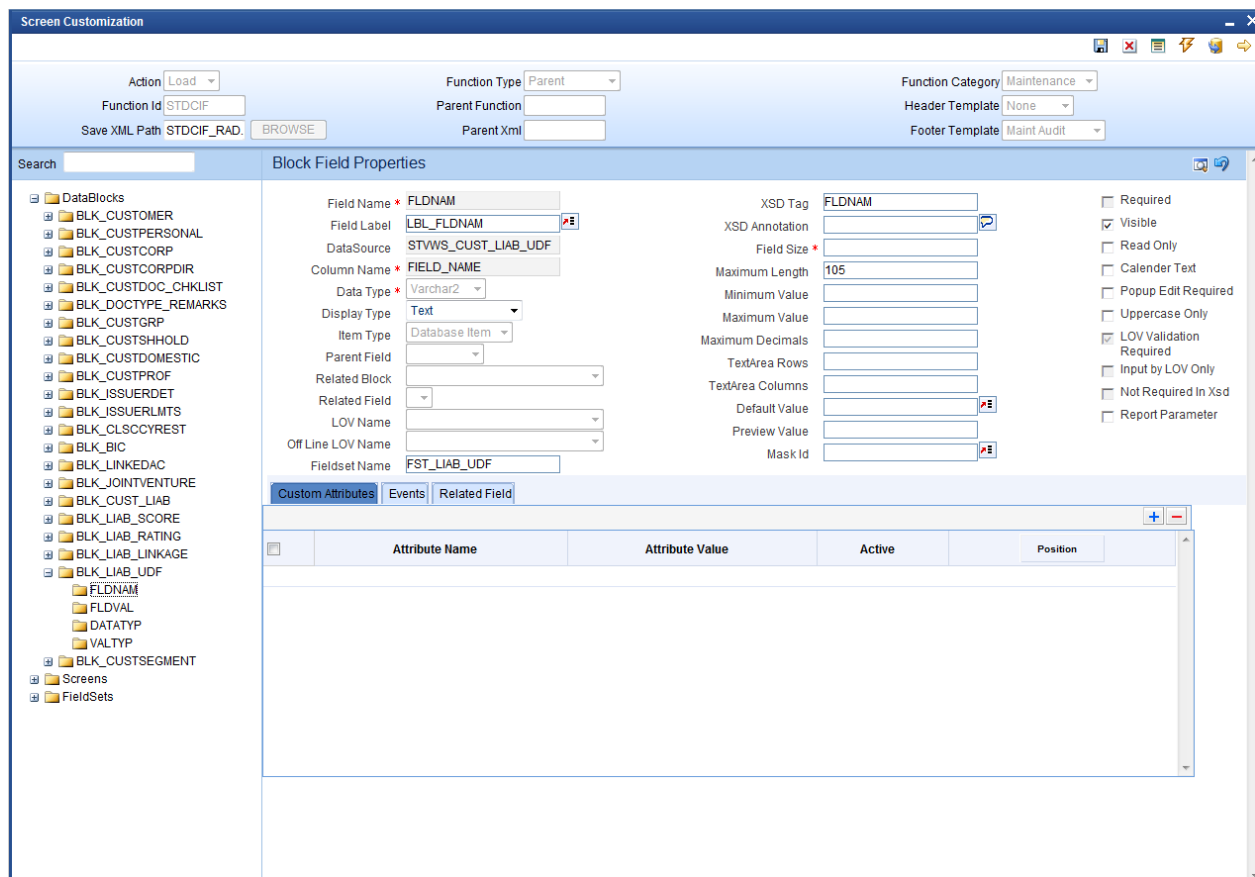 Screen Customization
Action Load Function Type Parent Function Category Maintenance
Function Id STDCIF Parent Function Header Template None
Save XML Path STDCIF_RAD. BROWSE Parent Xml Footer Template Maint Audit
Search Block Field Properties
DataBlocks
BLK_CUSTOMER
BLK_CUSTPERSONAL
BLK_CUSTCORP
BLK_CUSTCORPDIR
BLK_CUSTDOC_CHKLIST
BLK_DOCTYPE_REMARKS
BLK_CUSTGRP
BLK_CUSTSHHOLD
BLK_CUSTDOMESTIC
BLK_CUSTPROF
BLK_ISSUERDET
BLK_ISSUERLMTS
BLK_CLSCCYREST
BLK_BIC
BLK_LINKEDAC
BLK_JOINTVENTURE
BLK_CUST_LIAB
BLK_LIAB_SCORE
BLK_LIAB_RATING
BLK_LIAB_LINKAGE
BLK_LIAB_UDF
FLDNAM
FLDVAL
DATATYP
VALTYP
BLK_CUSTSEGMENT
Screens
FieldSets
Field Name * FLDNAM
Field Label LBL_FLDNAM
DataSource STVWS_CUST_LIAB_UDF
Column Name * FIELD_NAME
Data Type * Varchar2
Display Type Text
Item Type Database Item
Parent Field
Related Block
Related Field
LOV Name
Off Line LOV Name
Fieldset Name FST_LIAB_UDF
XSD Tag FLDNAM
XSD Annotation
Field Size *
Maximum Length 105
Minimum Value
Maximum Value
Maximum Decimals
TextArea Rows
TextArea Columns
Default Value
Preview Value
Mask Id
Required
Visible
Read Only
Calender Text
Popup Edit Required
Uppercase Only
LOV Validation
Required
Input by LOV Only
Not Required In Xsd
Report Parameter
Custom Attributes Events Related Field
Attribute Name Attribute Value Active Position